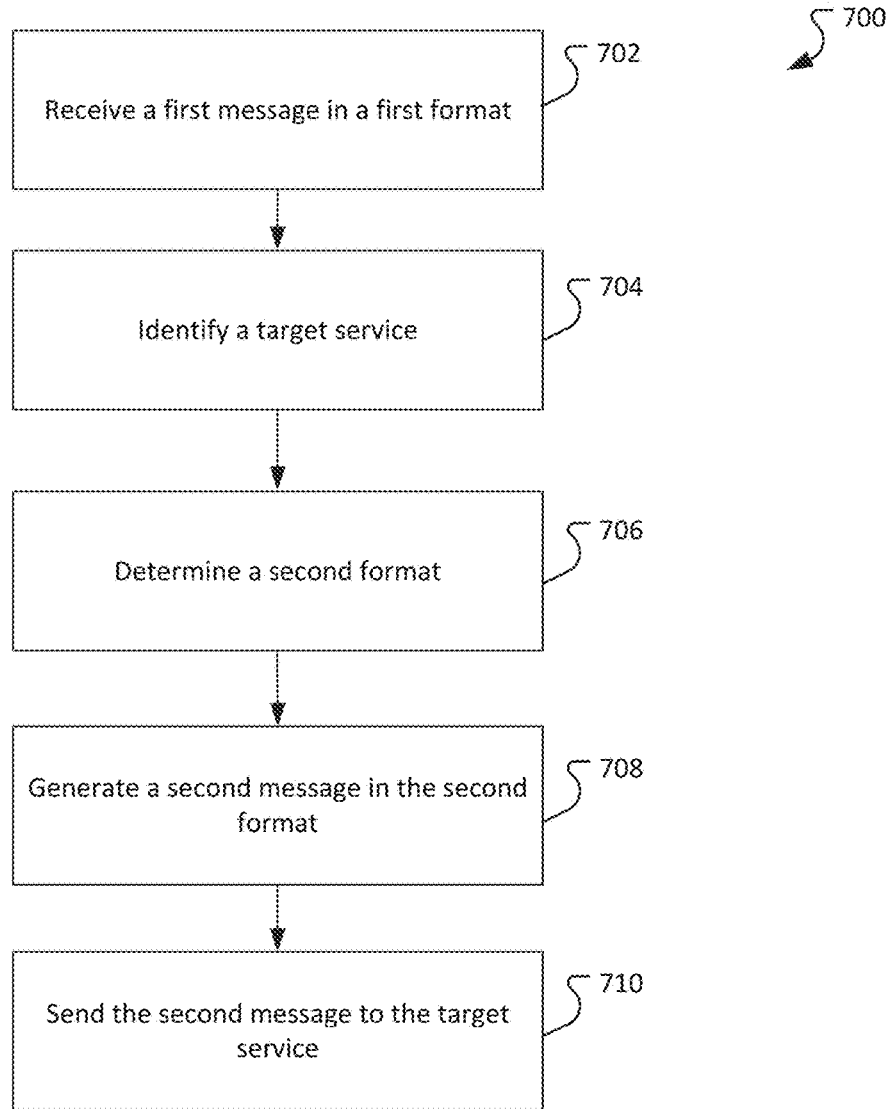 700
702
Receive a first message in a first format
704
Identify a target service
706
Determine a second format
708
Generate a second message in the second
format
710
Send the second message to the target
service